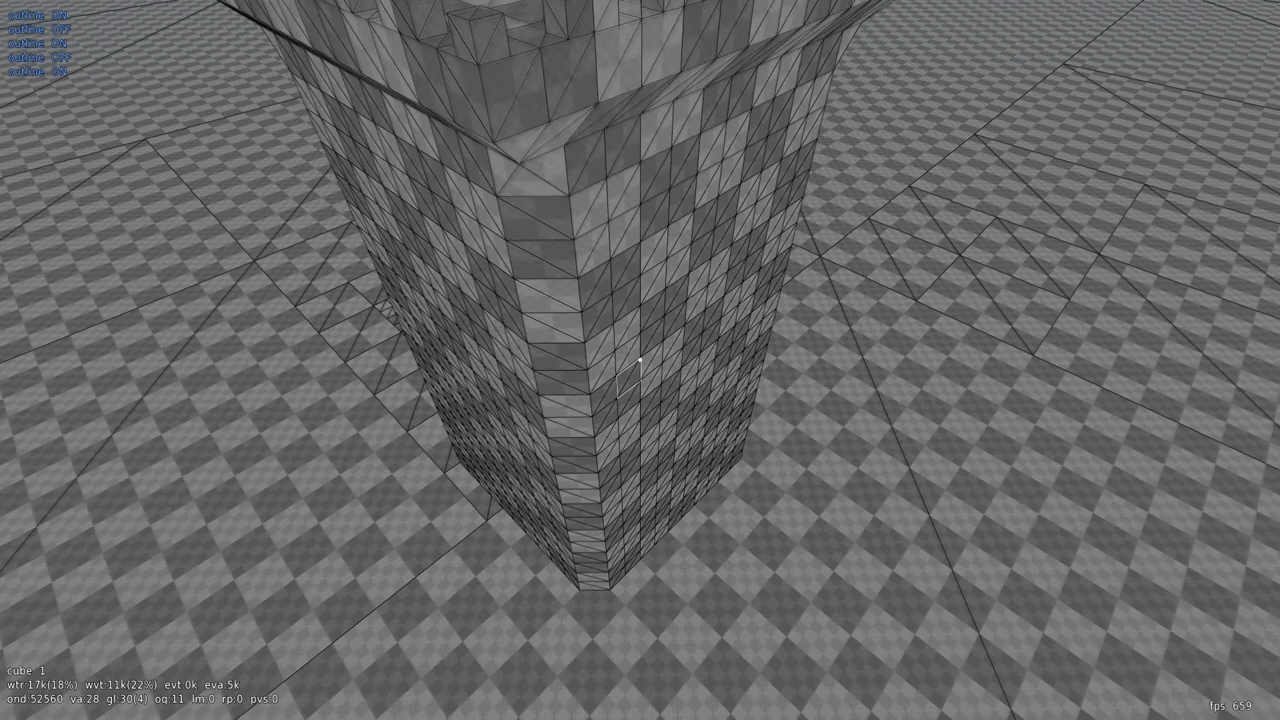 outline ON
outline OFF
outline ON
outline OFF
outline ON
cube 1
wtr:17k(18%) wvt:11k(22%) evt:0k eva:5k
ond:52560 va:28 gl:30(4) oq:11 lm:0 rp:0 pvs:0
fps 659